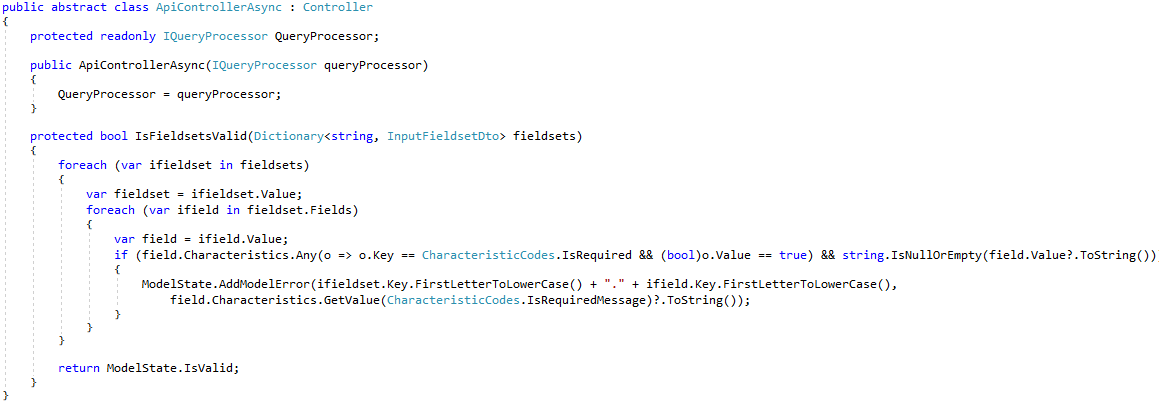 public abstract class ApiControllerAsync : Controller
{
    protected readonly IQueryProcessor QueryProcessor;

    public ApiControllerAsync(IQueryProcessor queryProcessor)
    {
        QueryProcessor = queryProcessor;
    }

    protected bool IsFieldsetsValid(Dictionary<string, InputFieldsetDto> fieldsets)
    {
        foreach (var ifieldset in fieldsets)
        {
            var fieldset = ifieldset.Value;
            foreach (var ifield in fieldset.Fields)
            {
                var field = ifield.Value;
                if (field.Characteristics.Any(o => o.Key == CharacteristicCodes.IsRequired && (bool)o.Value == true) && string.IsNullOrEmpty(field.Value?.ToString())
                {
                    ModelState.AddModelError(ifieldset.Key.FirstLetterToLowerCase() + "." + ifield.Key.FirstLetterToLowerCase(),
                        field.Characteristics.GetValue(CharacteristicCodes.IsRequiredMessage)?.ToString());
                }
            }
        }

        return ModelState.IsValid;
    }
}